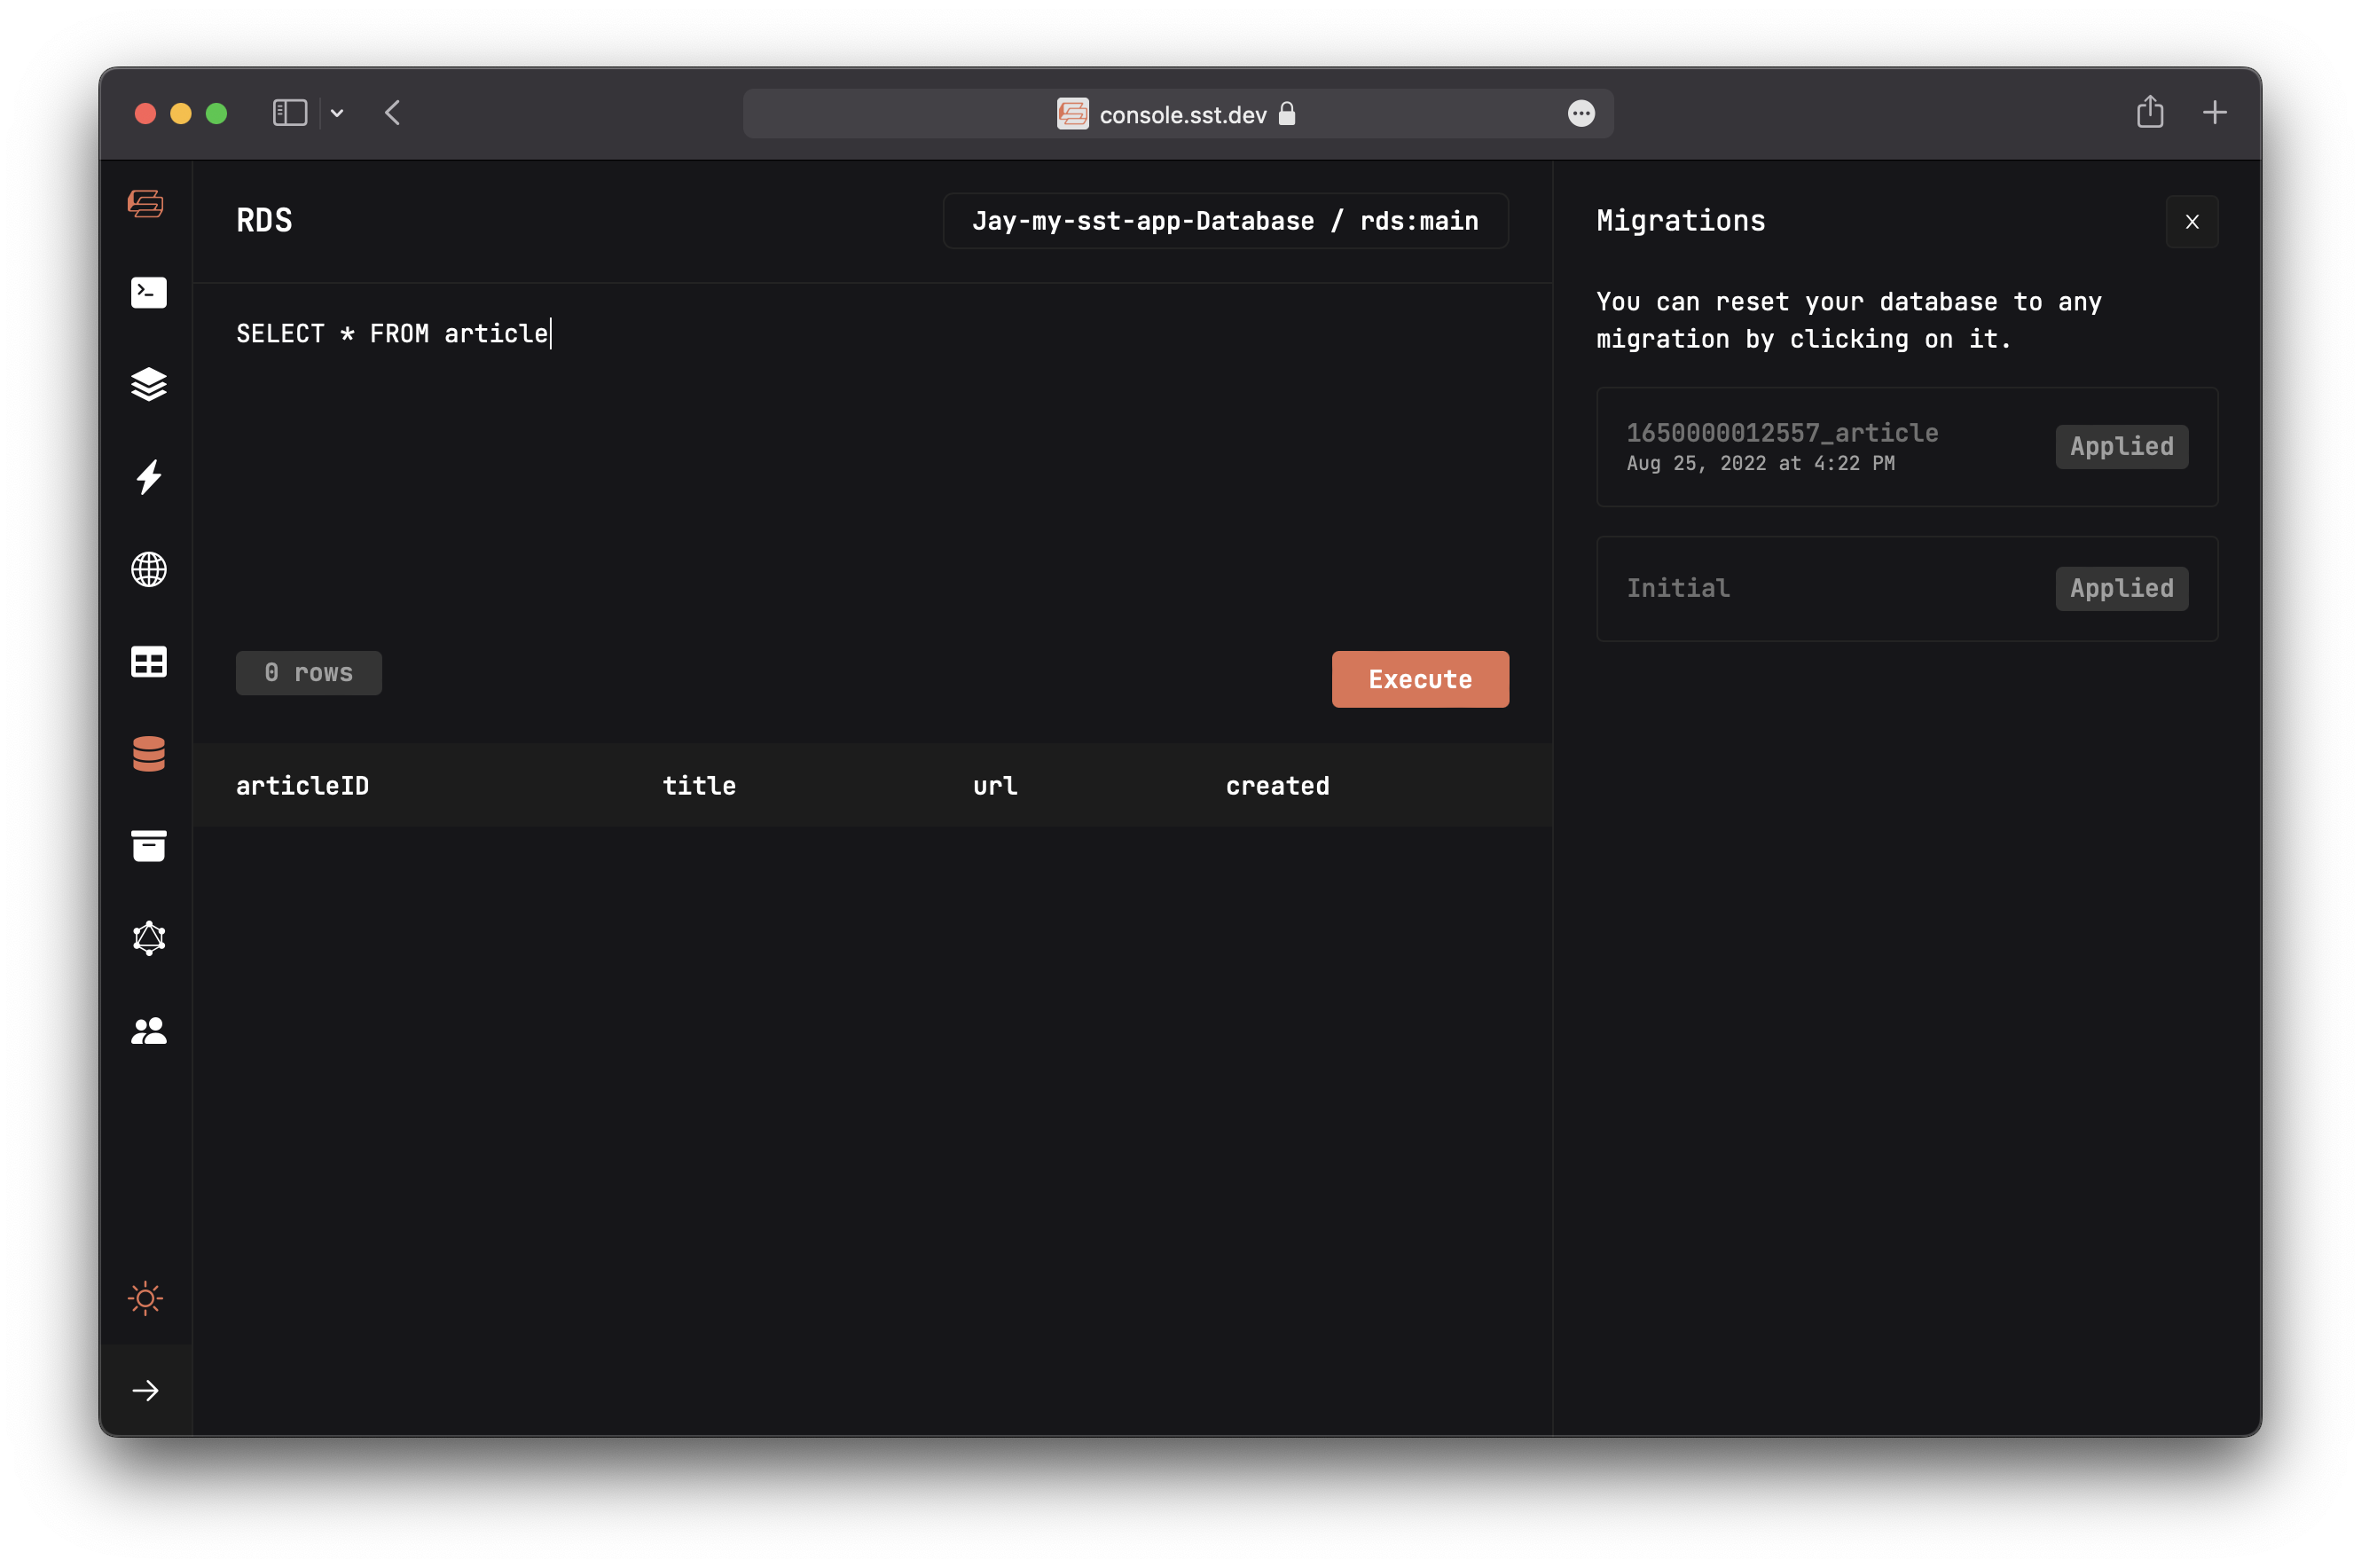 console.sst.dev
RDS
Jay-my-sst-app-Database / rds:main
SELECT * FROM article
0 rows
Execute
articleID title url created
Migrations
X
You can reset your database to any
migration by clicking on it.
1650000012557_article
Aug 25, 2022 at 4:22 PM
Applied
Initial
Applied